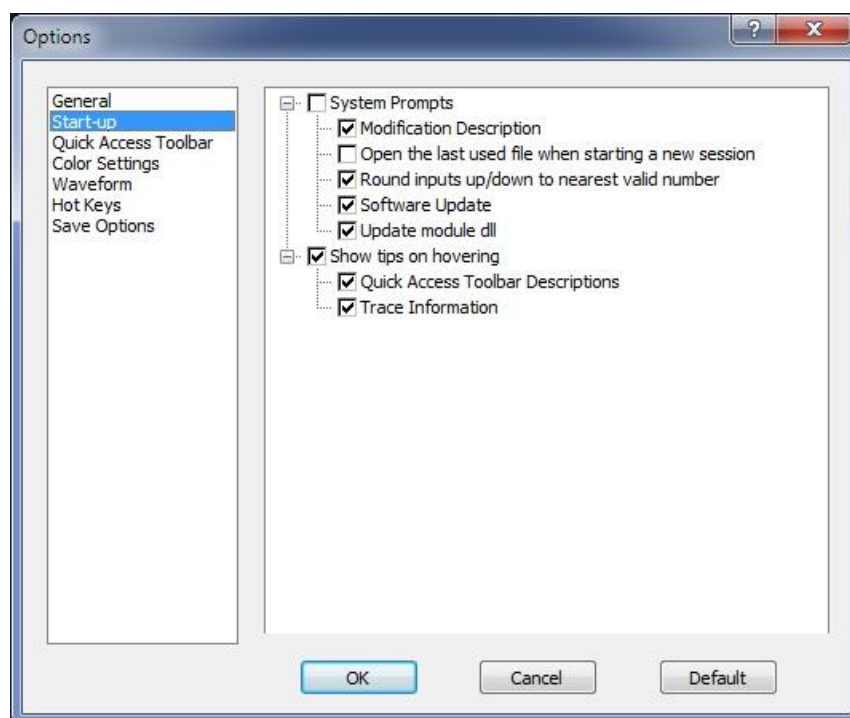 Options
General
Start-up
Quick Access Toolbar
Color Settings
Waveform
Hot Keys
Save Options
System Prompts
Modification Description
Open the last used file when starting a new session
Round inputs up/down to nearest valid number
Software Update
Update module dll
Show tips on hovering
Quick Access Toolbar Descriptions
Trace Information
OK
Cancel
Default